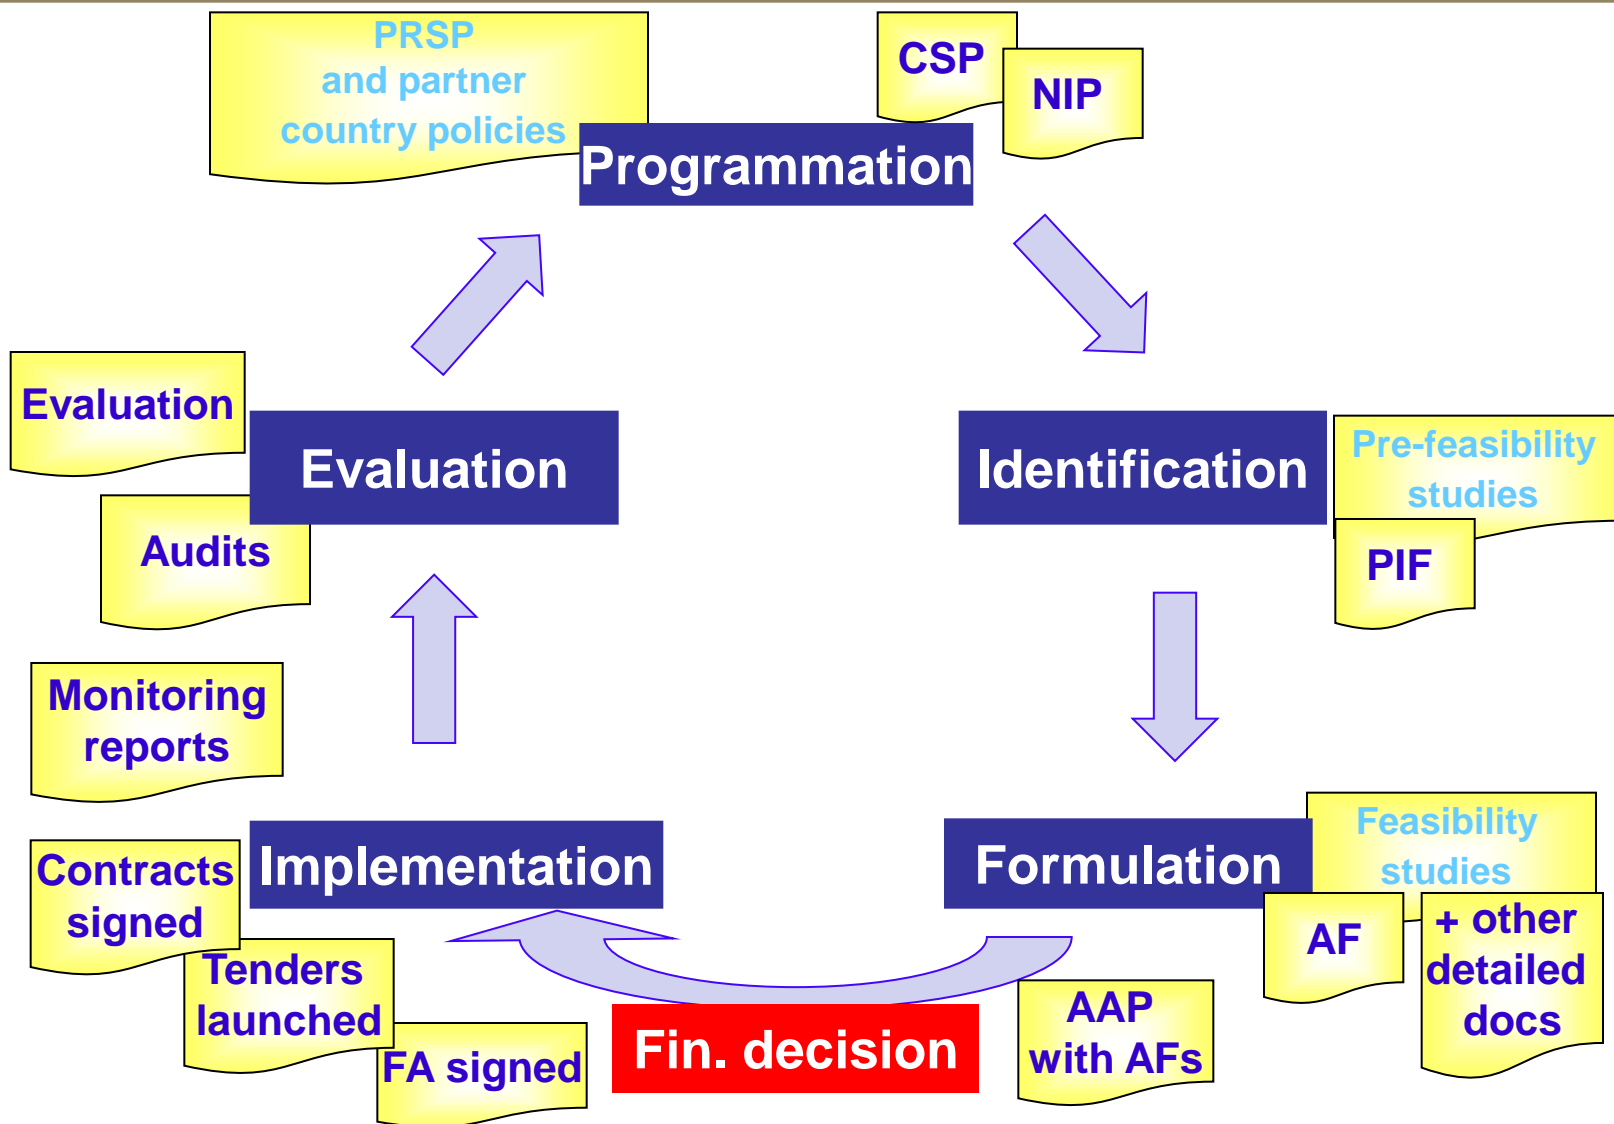 PRSP
and partner
country policies
CSP
NIP
Programmation
Evaluation
Evaluation
Audits
Identification
Pre-feasibility
studies
PIF
Monitoring
reports
Implementation
Contracts
signed
Tenders
launched
FA signed
Formulation
Feasibility
studies
AF
+ other
detailed
docs
Fin. decision
AAP
with AFs